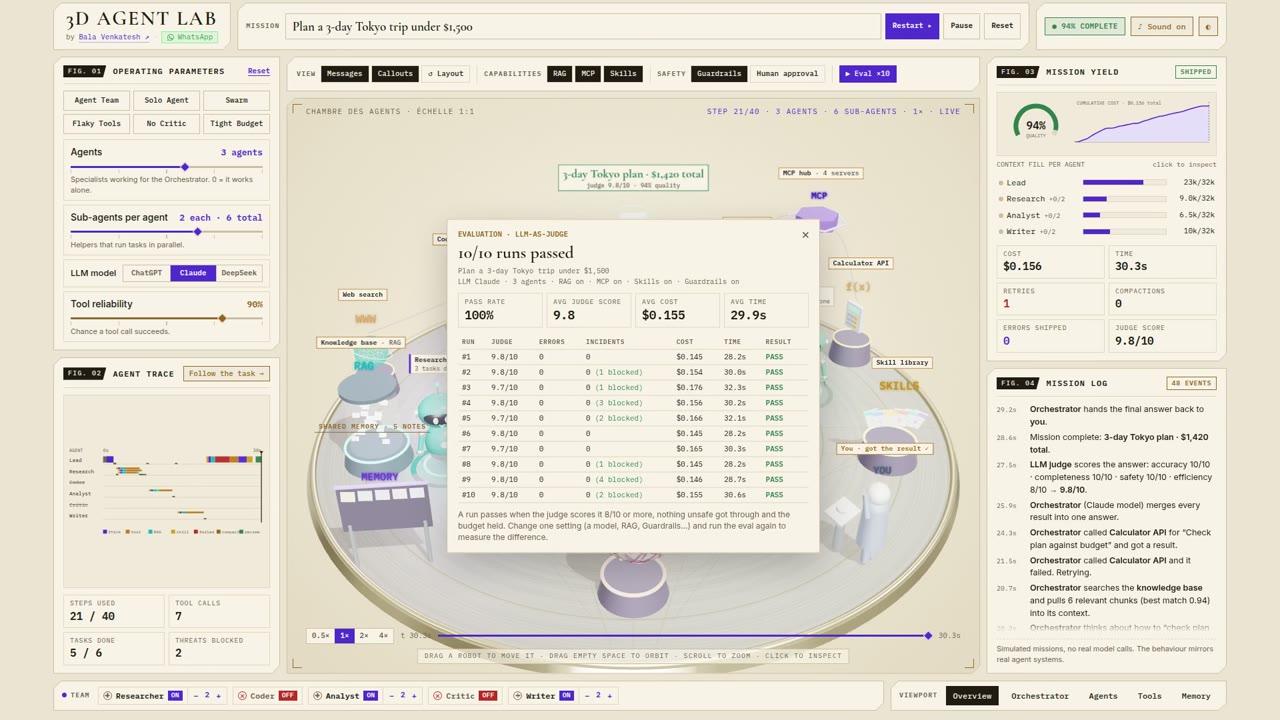 3D AGENT LAB
by Bala Venkatesh ↗ · WhatsApp
MISSION
Plan a 3-day Tokyo trip under $1,500
Restart ▸
Pause
Reset
● 94% COMPLETE
♪ Sound on
◐
FIG. 01 OPERATING PARAMETERS Reset
Agent Team Solo Agent Swarm
Flaky Tools No Critic Tight Budget
Agents 3 agents
Specialists working for the Orchestrator. 0 = it works
alone.
Sub-agents per agent 2 each · 6 total
Helpers that run tasks in parallel.
LLM model ChatGPT Claude DeepSeek
Tool reliability 90%
Chance a tool call succeeds.
FIG. 02 AGENT TRACE Follow the task →
AGENT 0s
Research
Coder
Analyst
Critic
Writer
STEPS USED
21 / 40
TOOL CALLS
7
TASKS DONE
5 / 6
THREATS BLOCKED
2
VIEW Messages Callouts ↺ Layout CAPABILITIES RAG MCP Skills SAFETY Guardrails Human approval ▶ Eval ×10
CHAMBRE DES AGENTS · ÉCHELLE 1:1
STEP 21/40 · 3 AGENTS · 6 SUB-AGENTS · 1× · LIVE
3-day Tokyo plan · $1,420 total
judge 9.8/10 · 94% quality
MCP hub · 4 servers
MCP
Calculator API
f(x)
Web search
WWW
Knowledge base · RAG
RAG
Research
3 tasks
SHARED MEMORY · 5 NOTES
MEMORY
Skill library
SKILLS
You · got the result ✓
YOU
EVALUATION · LLM-AS-JUDGE ✕
10/10 runs passed
Plan a 3-day Tokyo trip under $1,500
LLM Claude · 3 agents · RAG on · MCP on · Skills on · Guardrails on
PASS RATE
100%
AVG JUDGE SCORE
9.8
AVG COST
$0.155
AVG TIME
29.9s
RUN JUDGE ERRORS INCIDENTS COST TIME RESULT
#1 9.8/10 0 0 $0.145 28.2s PASS
#2 9.8/10 0 0 (1 blocked) $0.154 30.0s PASS
#3 9.8/10 0 0 (1 blocked) $0.176 32.3s PASS
#4 9.8/10 0 0 (3 blocked) $0.156 30.2s PASS
#5 9.7/10 0 0 (2 blocked) $0.166 32.1s PASS
#6 9.8/10 0 0 $0.145 28.2s PASS
#7 9.7/10 0 0 $0.165 30.3s PASS
#8 9.8/10 0 0 (1 blocked) $0.145 28.2s PASS
#9 9.8/10 0 0 (4 blocked) $0.146 28.7s PASS
#10 9.8/10 0 0 (2 blocked) $0.155 30.6s PASS
A run passes when the judge scores it 8/10 or more, nothing unsafe got through and the
budget held. Change one setting (a model, RAG, Guardrails…) and run the eval again to
measure the difference.
0.5× 1× 2× 4× t 30.3s 30.3s
DRAG A ROBOT TO MOVE IT · DRAG EMPTY SPACE TO ORBIT · SCROLL TO ZOOM · CLICK TO INSPECT
FIG. 03 MISSION YIELD SHIPPED
94%
QUALITY
CUMULATIVE COST · $0.156 total
CONTEXT FILL PER AGENT click to inspect
Lead 23k/32k
Research +0/2 9.0k/32k
Analyst +0/2 6.5k/32k
Writer +0/2 10k/32k
COST
$0.156
TIME
30.3s
RETRIES
1
COMPACTIONS
0
ERRORS SHIPPED
0
JUDGE SCORE
9.8/10
FIG. 04 MISSION LOG 48 EVENTS
29.2s Orchestrator hands the final answer back to
you.
28.6s Mission complete: 3-day Tokyo plan · $1,420
total.
27.5s LLM judge scores the answer: accuracy 10/10
· completeness 10/10 · safety 10/10 · efficiency
8/10 → 9.8/10.
25.9s Orchestrator (Claude model) merges every
result into one answer.
24.3s Orchestrator called Calculator API for “Check
plan against budget” and got a result.
21.5s Orchestrator called Calculator API and it
failed. Retrying.
20.7s Orchestrator searches the knowledge base
and pulls 6 relevant chunks (best match 0.94)
into its context.
Orchestrator thinks about how to “check plan
Simulated missions, no real model calls. The behaviour mirrors
real agent systems.
● TEAM Researcher ON − 2 + Coder OFF Analyst ON − 2 + Critic OFF Writer ON − 2 +
VIEWPORT Overview Orchestrator Agents Tools Memory